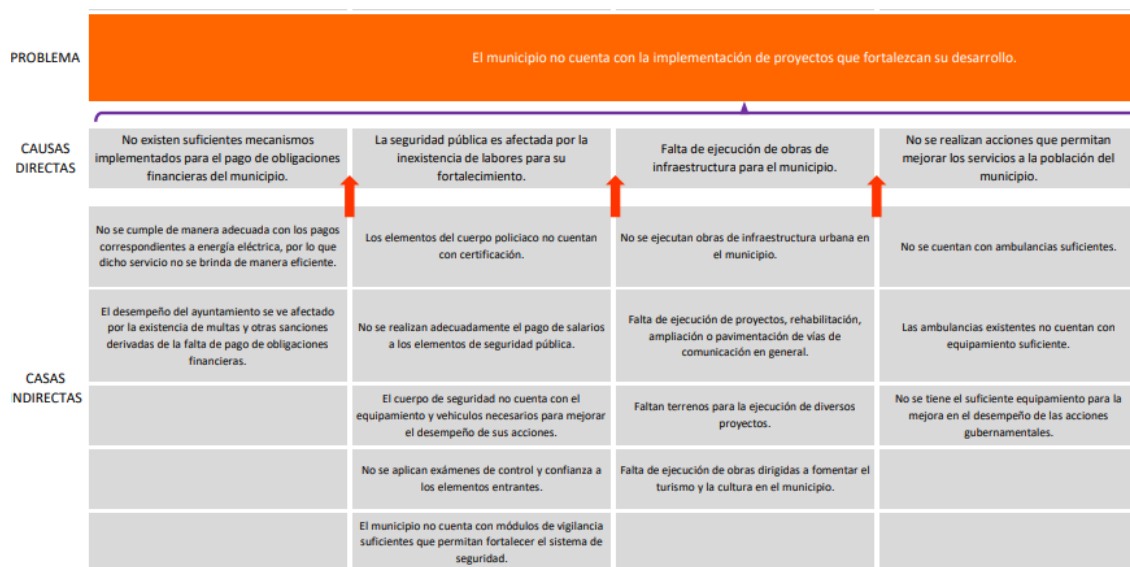 PROBLEMA
El municipio no cuenta con la implementación de proyectos que fortalezcan su desarrollo.
CAUSAS
DIRECTAS
No existen suficientes mecanismos
implementados para el pago de obligaciones
financieras del municipio.
La seguridad pública es afectada por la
inexistencia de labores para su
fortalecimiento.
Falta de ejecución de obras de
infraestructura para el municipio.
No se realizan acciones que permitan
mejorar los servicios a la población del
municipio.
CASAS
NDIRECTAS
No se cumple de manera adecuada con los pagos
correspondientes a energía eléctrica, por lo que
dicho servicio no se brinda de manera eficiente.
Los elementos del cuerpo policiaco no cuentan
con certificación.
No se ejecutan obras de infraestructura urbana en
el municipio.
No se cuentan con ambulancias suficientes.
El desempeño del ayuntamiento se ve afectado
por la existencia de multas y otras sanciones
derivadas de la falta de pago de obligaciones
financieras.
No se realizan adecuadamente el pago de salarios
a los elementos de seguridad pública.
Falta de ejecución de proyectos, rehabilitación,
ampliación o pavimentación de vías de
comunicación en general.
Las ambulancias existentes no cuentan con
equipamiento suficiente.
El cuerpo de seguridad no cuenta con el
equipamiento y vehiculos necesarios para mejorar
el desempeño de sus acciones.
Faltan terrenos para la ejecución de diversos
proyectos.
No se tiene el suficiente equipamiento para la
mejora en el desempeño de las acciones
gubernamentales.
No se aplican exámenes de control y confianza a
los elementos entrantes.
Falta de ejecución de obras dirigidas a fomentar el
turismo y la cultura en el municipio.
El municipio no cuenta con módulos de vigilancia
suficientes que permitan fortalecer el sistema de
seguridad.